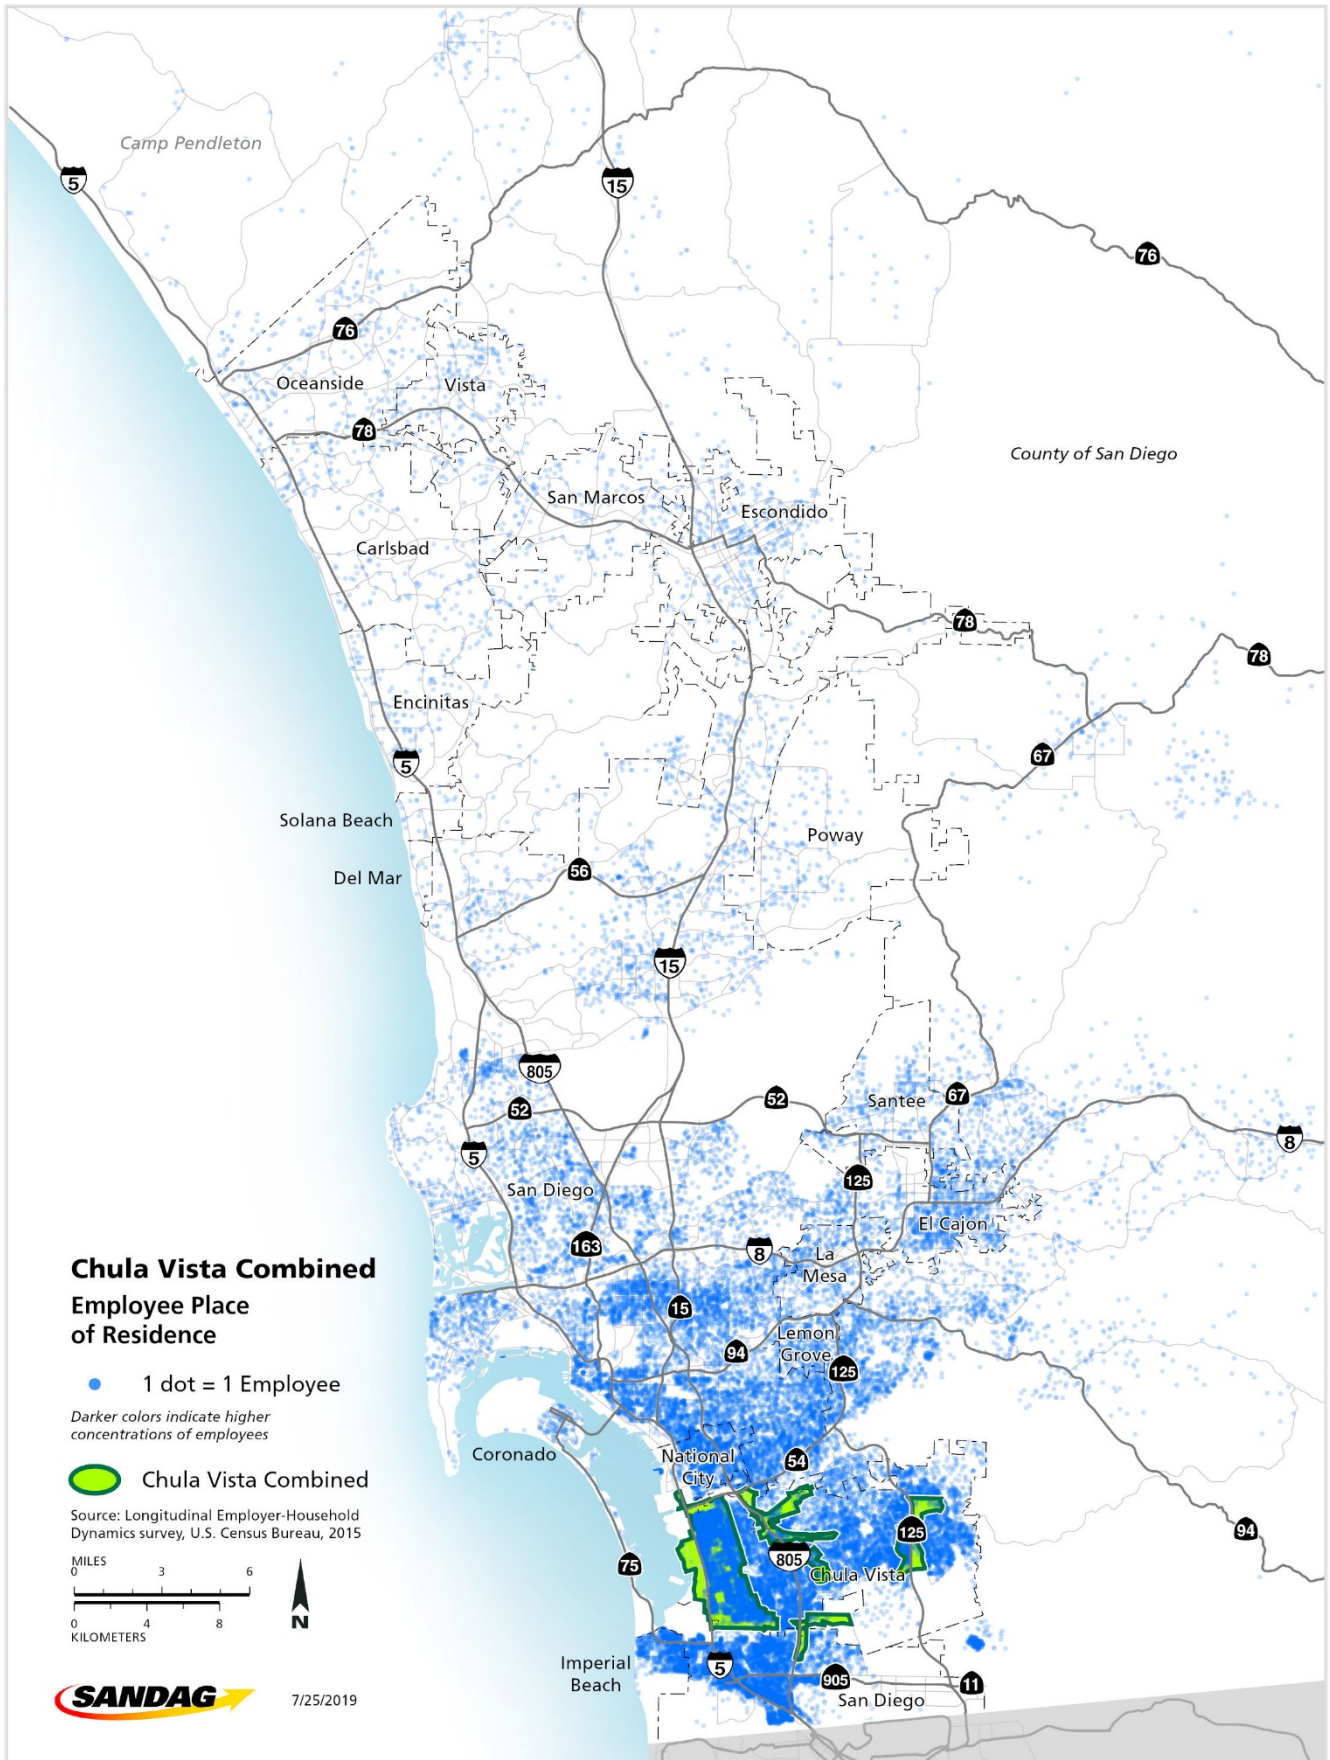 Camp Pendleton
5
15
76
76
Oceanside
Vista
78
County of San Diego
San Marcos
Escondido
Carlsbad
78
78
Encinitas
67
5
Solana Beach
Poway
56
Del Mar
15
805
52
52
Santee
67
5
8
125
San Diego
El Cajon
163
8
La
Mesa
15
94
Lemon
Grove
125
Coronado
National
City
54
125
94
805
75
Chula Vista
Imperial
Beach
5
905
11
San Diego
Chula Vista Combined
Employee Place
of Residence
1 dot = 1 Employee
Darker colors indicate higher
concentrations of employees
Chula Vista Combined
Source: Longitudinal Employer-Household
Dynamics survey, U.S. Census Bureau, 2015
MILES
0 3 6
0 4 8
KILOMETERS
N
SANDAG
7/25/2019